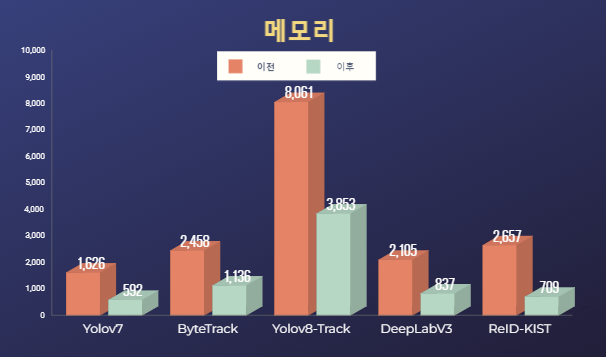 메모리
이전 이후
10,000
9,000
8,000
7,000
6,000
5,000
4,000
3,000
2,000
1,000
0
1,626 592 2,458 1,136 8,061 3,853 2,105 837 2,657 709
Yolov7 ByteTrack Yolov8-Track DeepLabV3 ReID-KIST